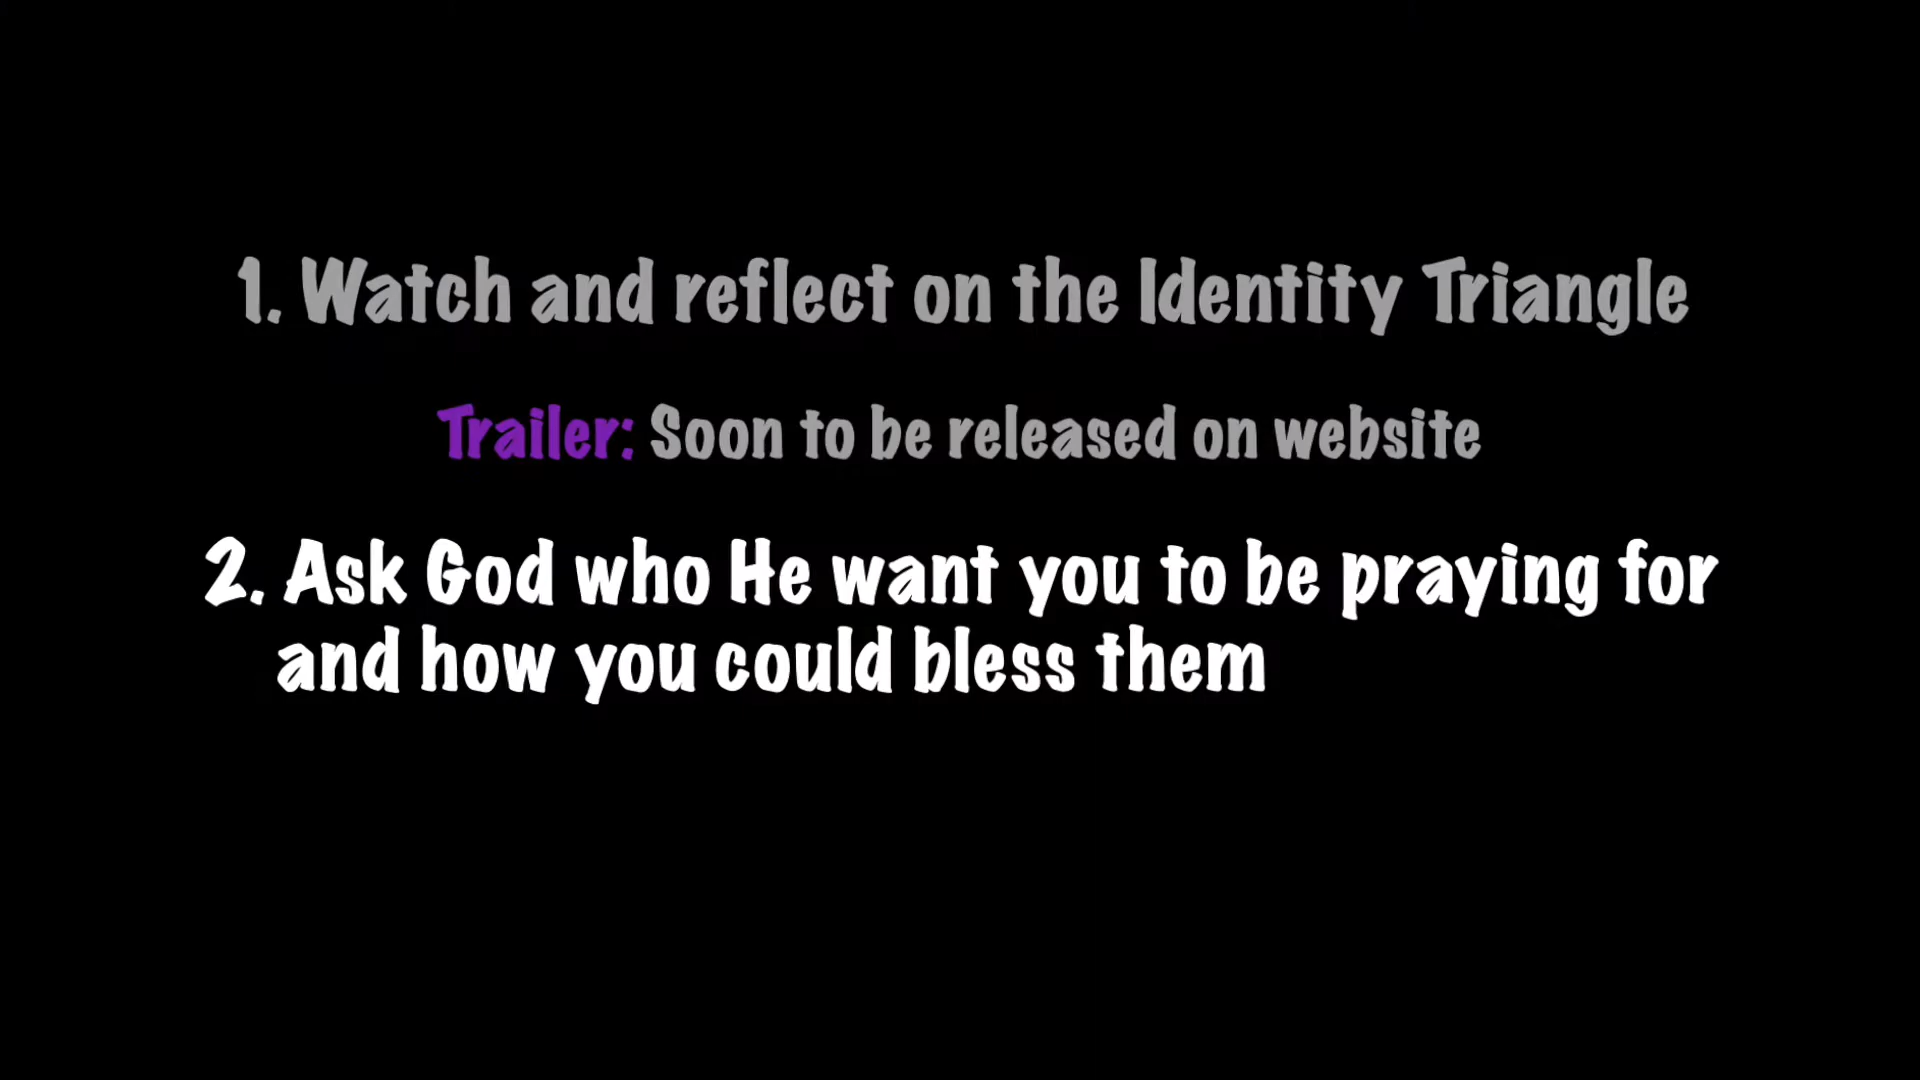 1. Watch and reflect on the Identity Triangle
Trailer: Soon to be released on website
2. Ask God who He want you to be praying for
and how you could bless them